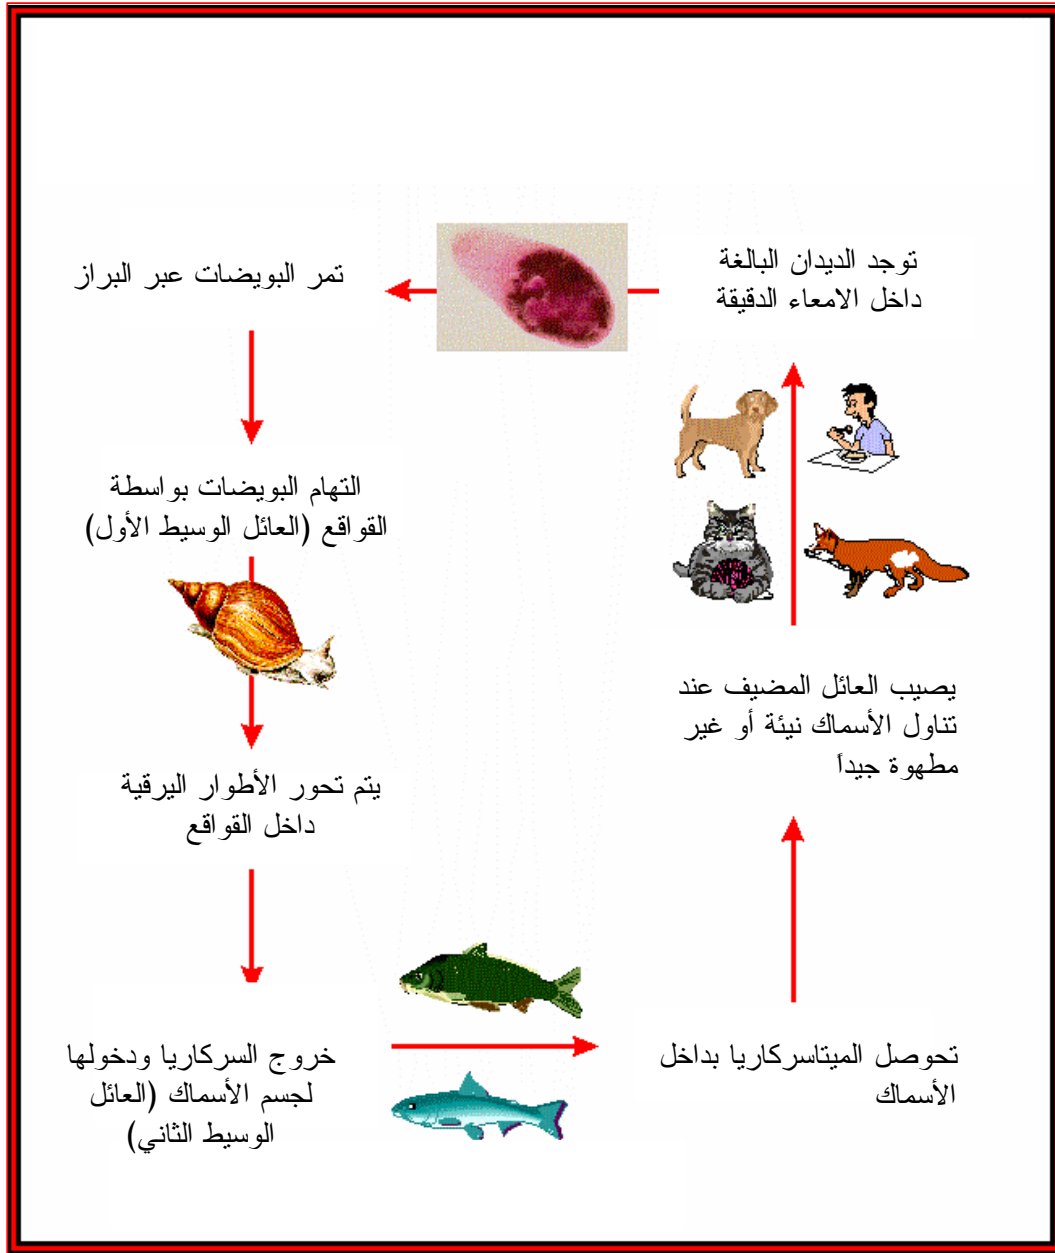 توجد الديدان البالغة
داخل الامعاء الدقيقة
تمر البويضات عبر البراز
التهام البويضات بواسطة
القواقع (العائل الوسيط الأول)
يتم تحور الأطوار اليرقية
داخل القواقع
خروج السركاريا ودخولها
لجسم الأسماك (العائل
الوسيط الثاني)
تحوصل الميتاسركاريا بداخل
الأسماك
يصيب العائل المضيف عند
تناول الأسماك نيئة أو غير
مطهوة جيداً